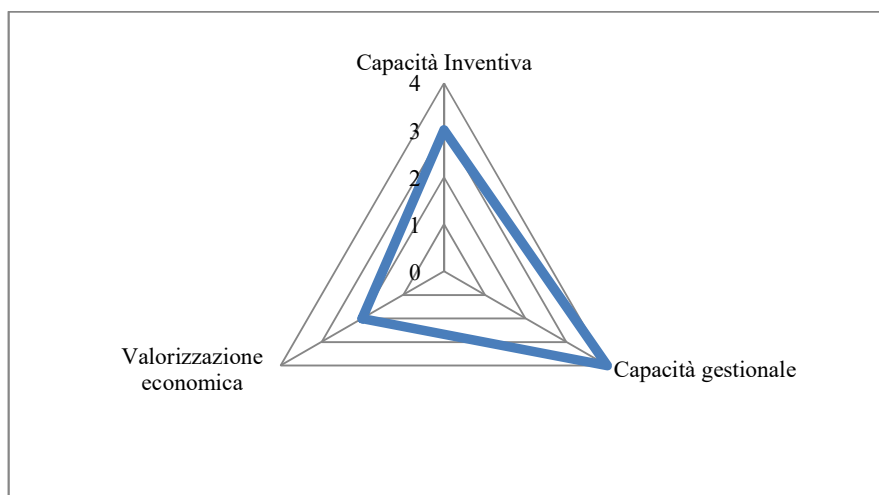 Capacità Inventiva
4
3
2
1
0
Valorizzazione
economica
Capacità gestionale